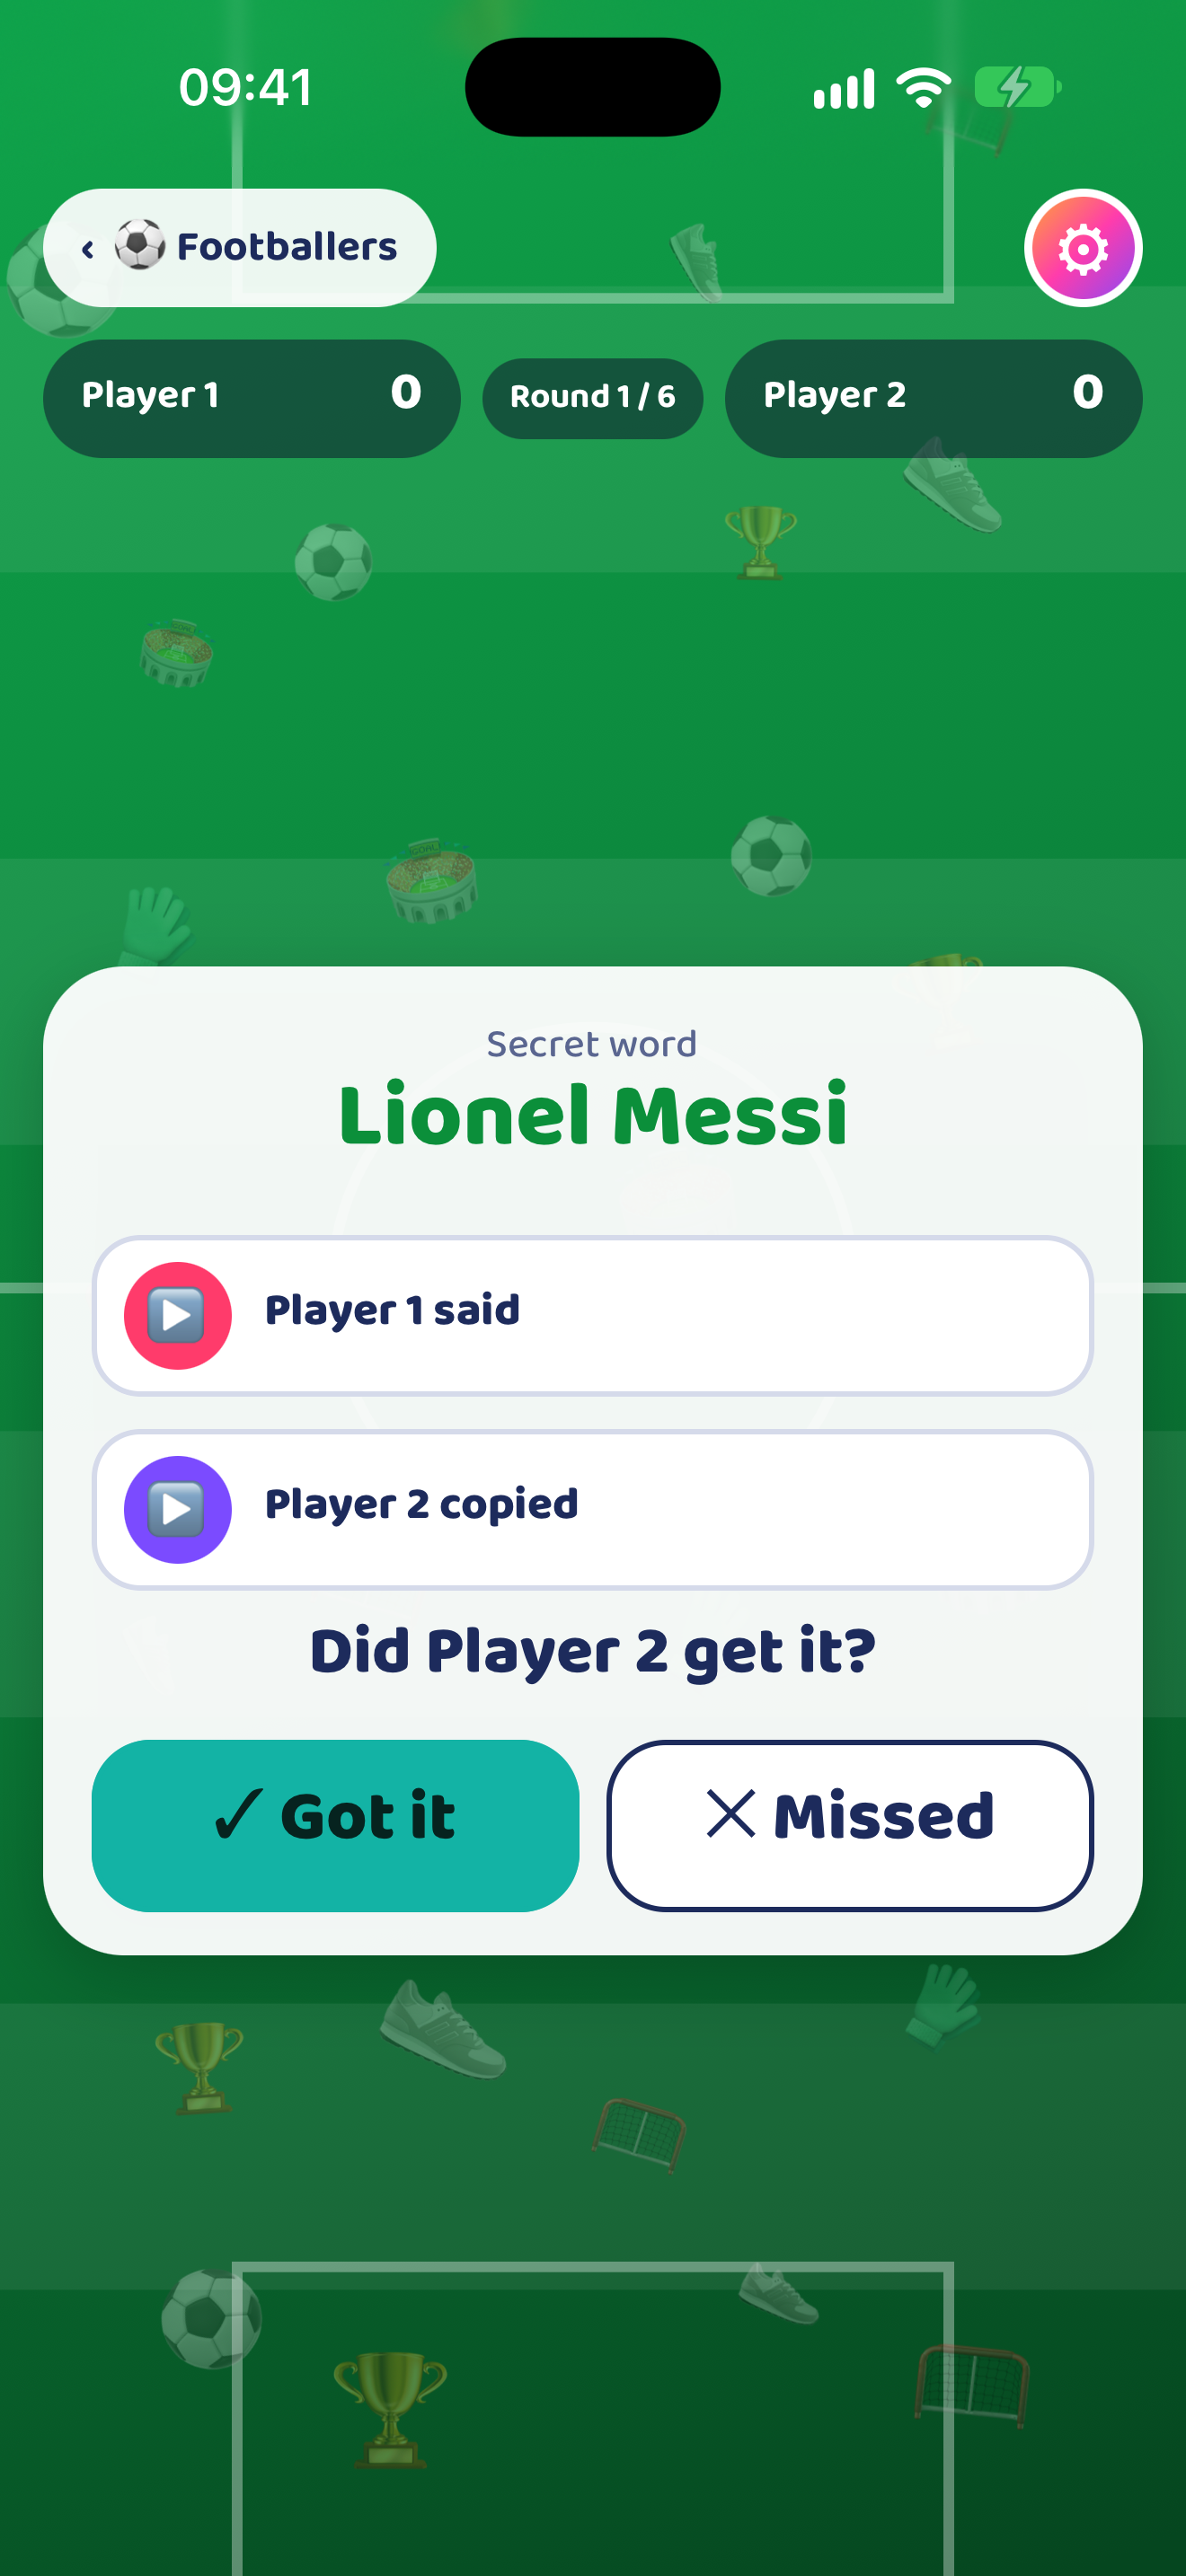 09:41
‹ ⚽ Footballers
Player 1 0
Round 1 / 6
Player 2 0
Secret word
Lionel Messi
Player 1 said
Player 2 copied
Did Player 2 get it?
✓ Got it
✕ Missed